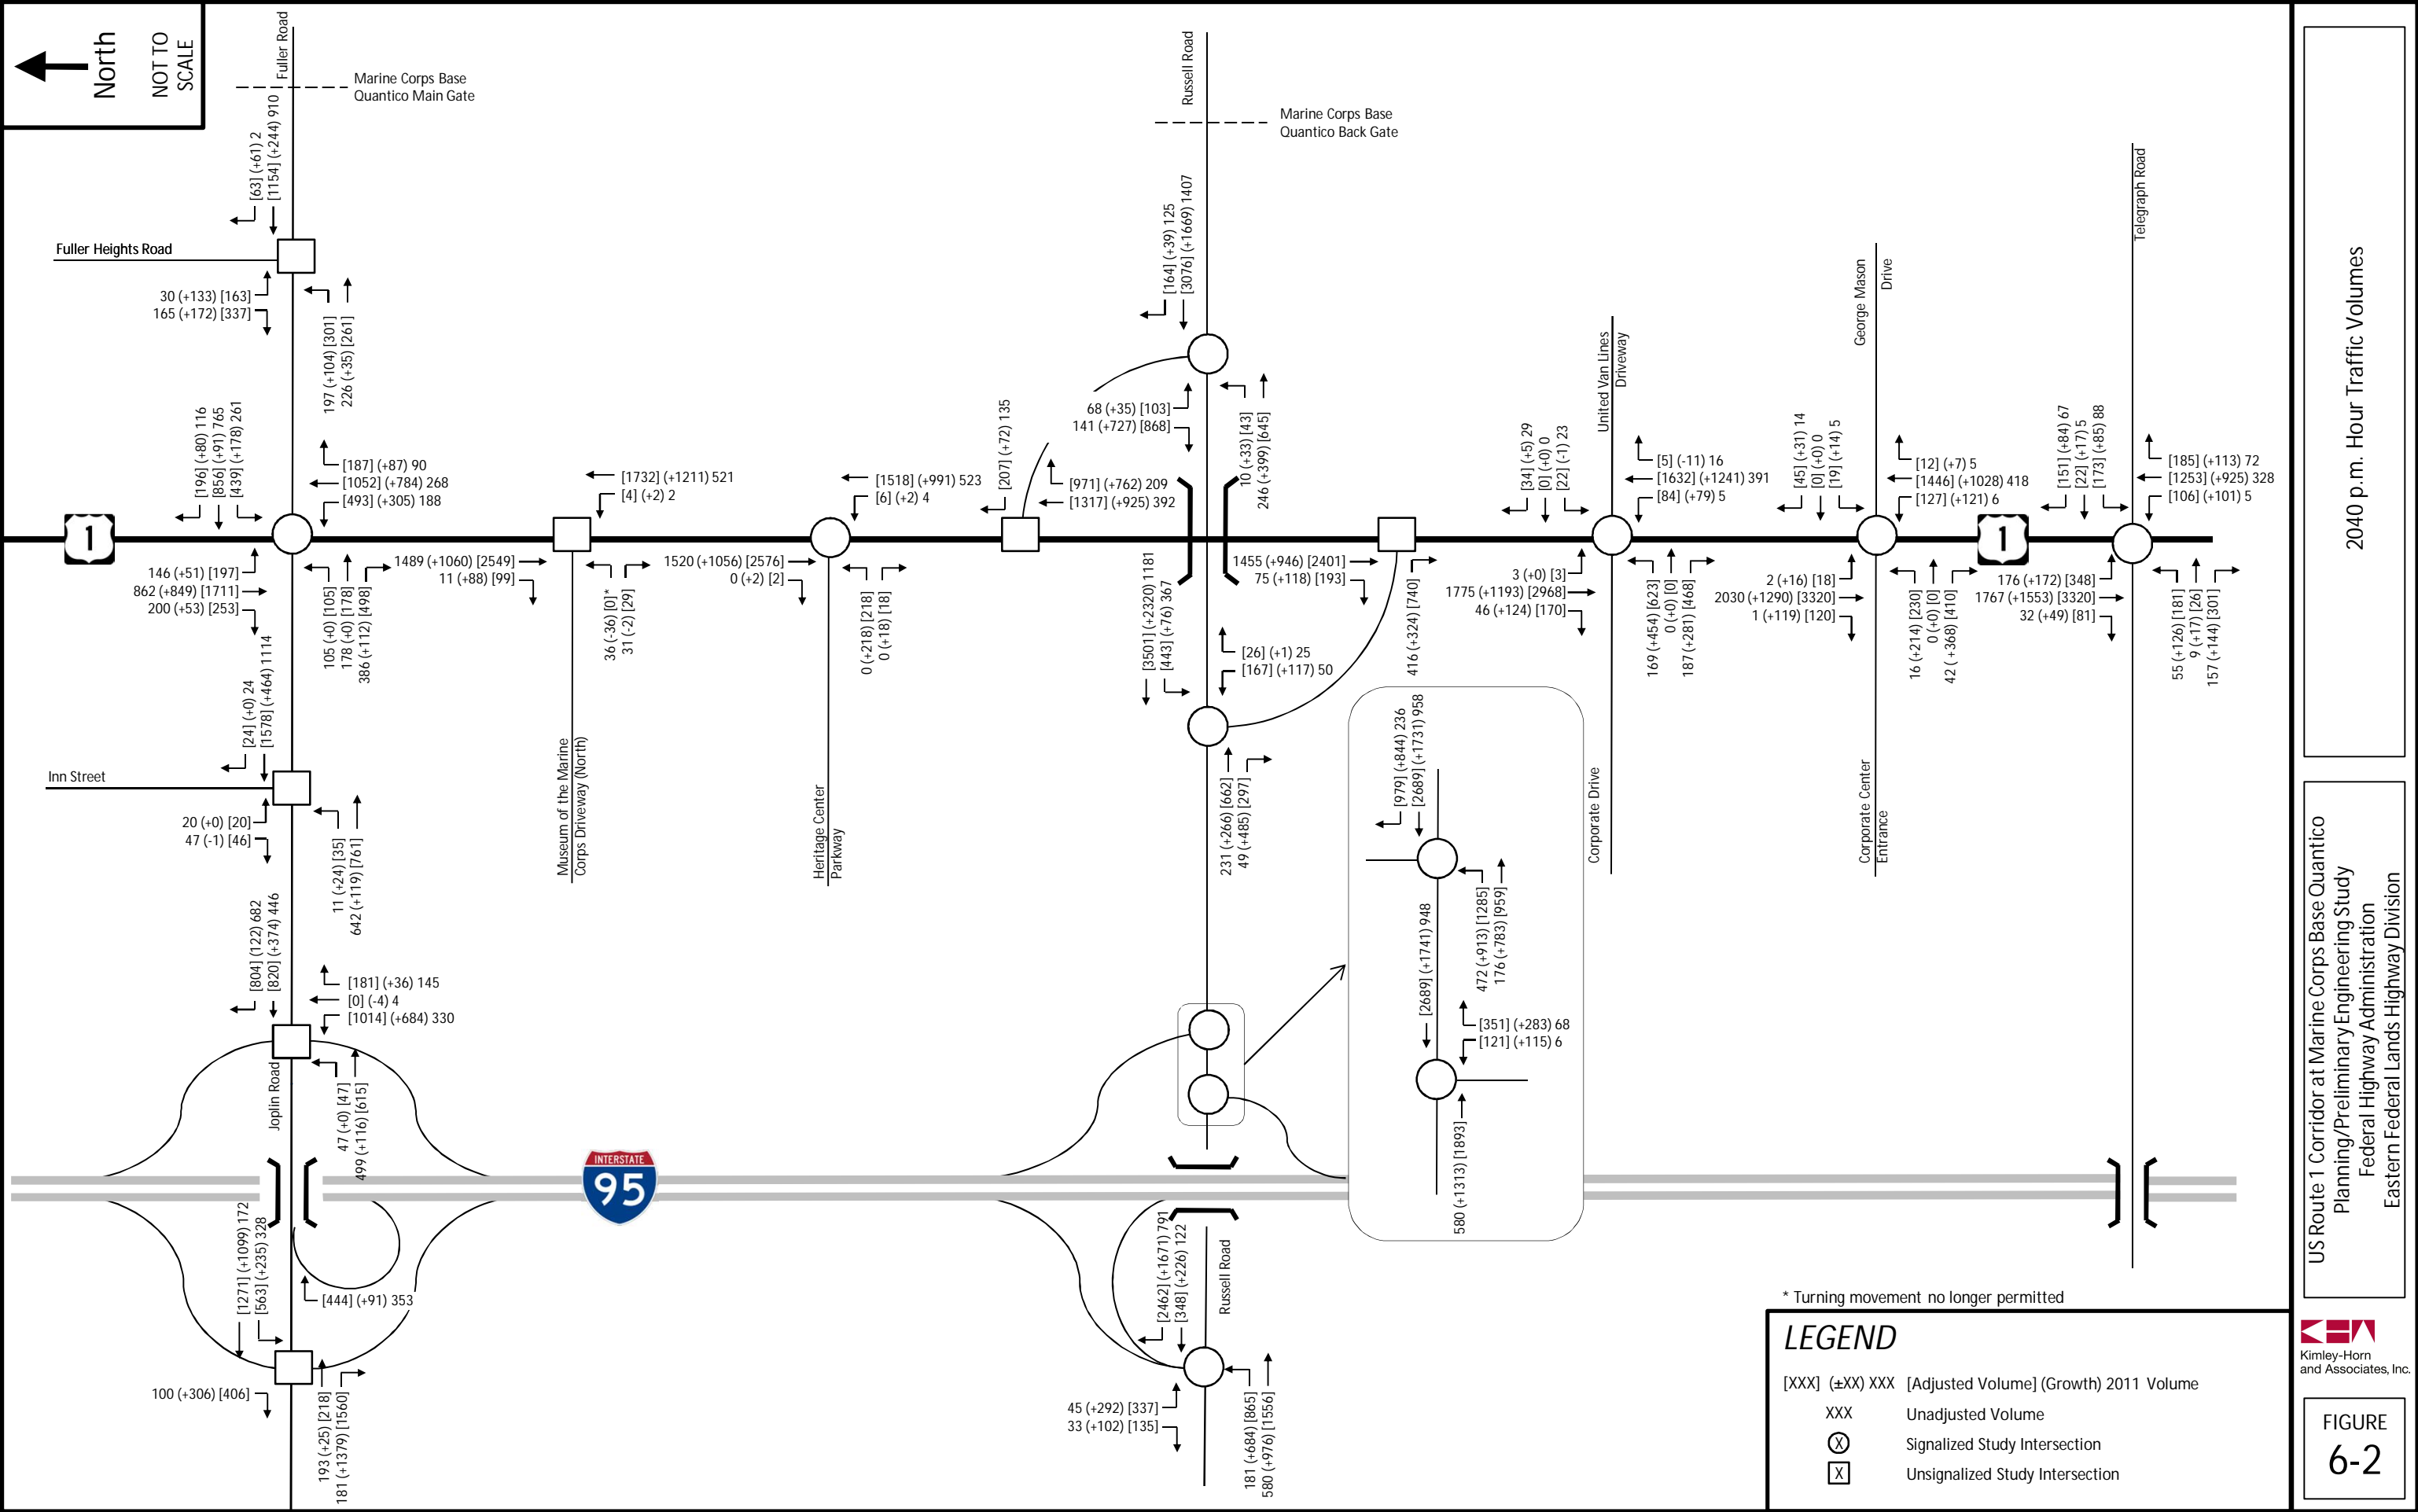 North
NOT TO
SCALE
Fuller Road
Marine Corps Base
Quantico Main Gate
[63] (+61) 2
[1154] (+244) 910
Fuller Heights Road
30 (+133) [163]
165 (+172) [337]
197 (+104) [301]
226 (+35) [261]
[196] (+80) 116
[856] (+91) 765
[439] (+178) 261
[187] (+87) 90
[1052] (+784) 268
[493] (+305) 188
1
146 (+51) [197]
862 (+849) [1711]
200 (+53) [253]
105 (+0) [105]
178 (+0) [178]
386 (+112) [498]
[24] (+0) 24
[1578] (+464) 1114
Inn Street
20 (+0) [20]
47 (-1) [46]
11 (+24) [35]
642 (+119) [761]
[804] (122) 682
[820] (+374) 446
[181] (+36) 145
[0] (-4) 4
[1014] (+684) 330
Joplin Road
47 (+0) [47]
499 (+116) [615]
[1271] (+1099) 172
[563] (+235) 328
[444] (+91) 353
100 (+306) [406]
193 (+25) [218]
181 (+1379) [1560]
[1732] (+1211) 521
[4] (+2) 2
1489 (+1060) [2549]
11 (+88) [99]
36 (-36) [0]*
31 (-2) [29]
Museum of the Marine
Corps Driveway (North)
[1518] (+991) 523
[6] (+2) 4
1520 (+1056) [2576]
0 (+2) [2]
0 (+218) [218]
0 (+18) [18]
Heritage Center
Parkway
INTERSTATE
95
Russell Road
Marine Corps Base
Quantico Back Gate
[164] (+39) 125
[3076] (+1669) 1407
68 (+35) [103]
141 (+727) [868]
10 (+33) [43]
246 (+399) [645]
[207] (+72) 135
[971] (+762) 209
[1317] (+925) 392
1455 (+946) [2401]
75 (+118) [193]
416 (+324) [740]
[3501] (+2320) 1181
[443] (+76) 367
[26] (+1) 25
[167] (+117) 50
231 (+266) [662]
49 (+485) [297]
[979] (+844) 236
[2689] (+1731) 958
472 (+913) [1285]
176 (+783) [959]
[2689] (+1741) 948
[351] (+283) 68
[121] (+115) 6
580 (+1313) [1893]
[2462] (+1671) 791
[348] (+226) 122
Russell Road
45 (+292) [337]
33 (+102) [135]
181 (+684) [865]
580 (+976) [1556]
United Van Lines
Driveway
[34] (+5) 29
[0] (+0) 0
[22] (-1) 23
[5] (-11) 16
[1632] (+1241) 391
[84] (+79) 5
3 (+0) [3]
1775 (+1193) [2968]
46 (+124) [170]
169 (+454) [623]
0 (+0) [0]
187 (+281) [468]
Corporate Drive
George Mason
Drive
[45] (+31) 14
[0] (+0) 0
[19] (+14) 5
[12] (+7) 5
[1446] (+1028) 418
[127] (+121) 6
2 (+16) [18]
2030 (+1290) [3320]
1 (+119) [120]
16 (+214) [230]
0 (+0) [0]
42 ( +368) [410]
Corporate Center
Entrance
1
Telegraph Road
[151] (+84) 67
[22] (+17) 5
[173] (+85) 88
[185] (+113) 72
[1253] (+925) 328
[106] (+101) 5
176 (+172) [348]
1767 (+1553) [3320]
32 (+49) [81]
55 (+126) [181]
9 (+17) [26]
157 (+144) [301]
* Turning movement no longer permitted
LEGEND
[XXX] (±XX) XXX [Adjusted Volume] (Growth) 2011 Volume
XXX Unadjusted Volume
X Signalized Study Intersection
X Unsignalized Study Intersection
2040 p.m. Hour Traffic Volumes
US Route 1 Corridor at Marine Corps Base Quantico
Planning/Preliminary Engineering Study
Federal Highway Administration
Eastern Federal Lands Highway Division
Kimley-Horn
and Associates, Inc.
FIGURE
6-2